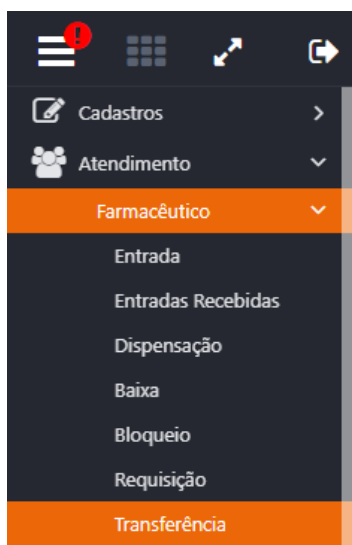 !
Cadastros
Atendimento
Farmacêutico
Entrada
Entradas Recebidas
Dispensação
Baixa
Bloqueio
Requisição
Transferência